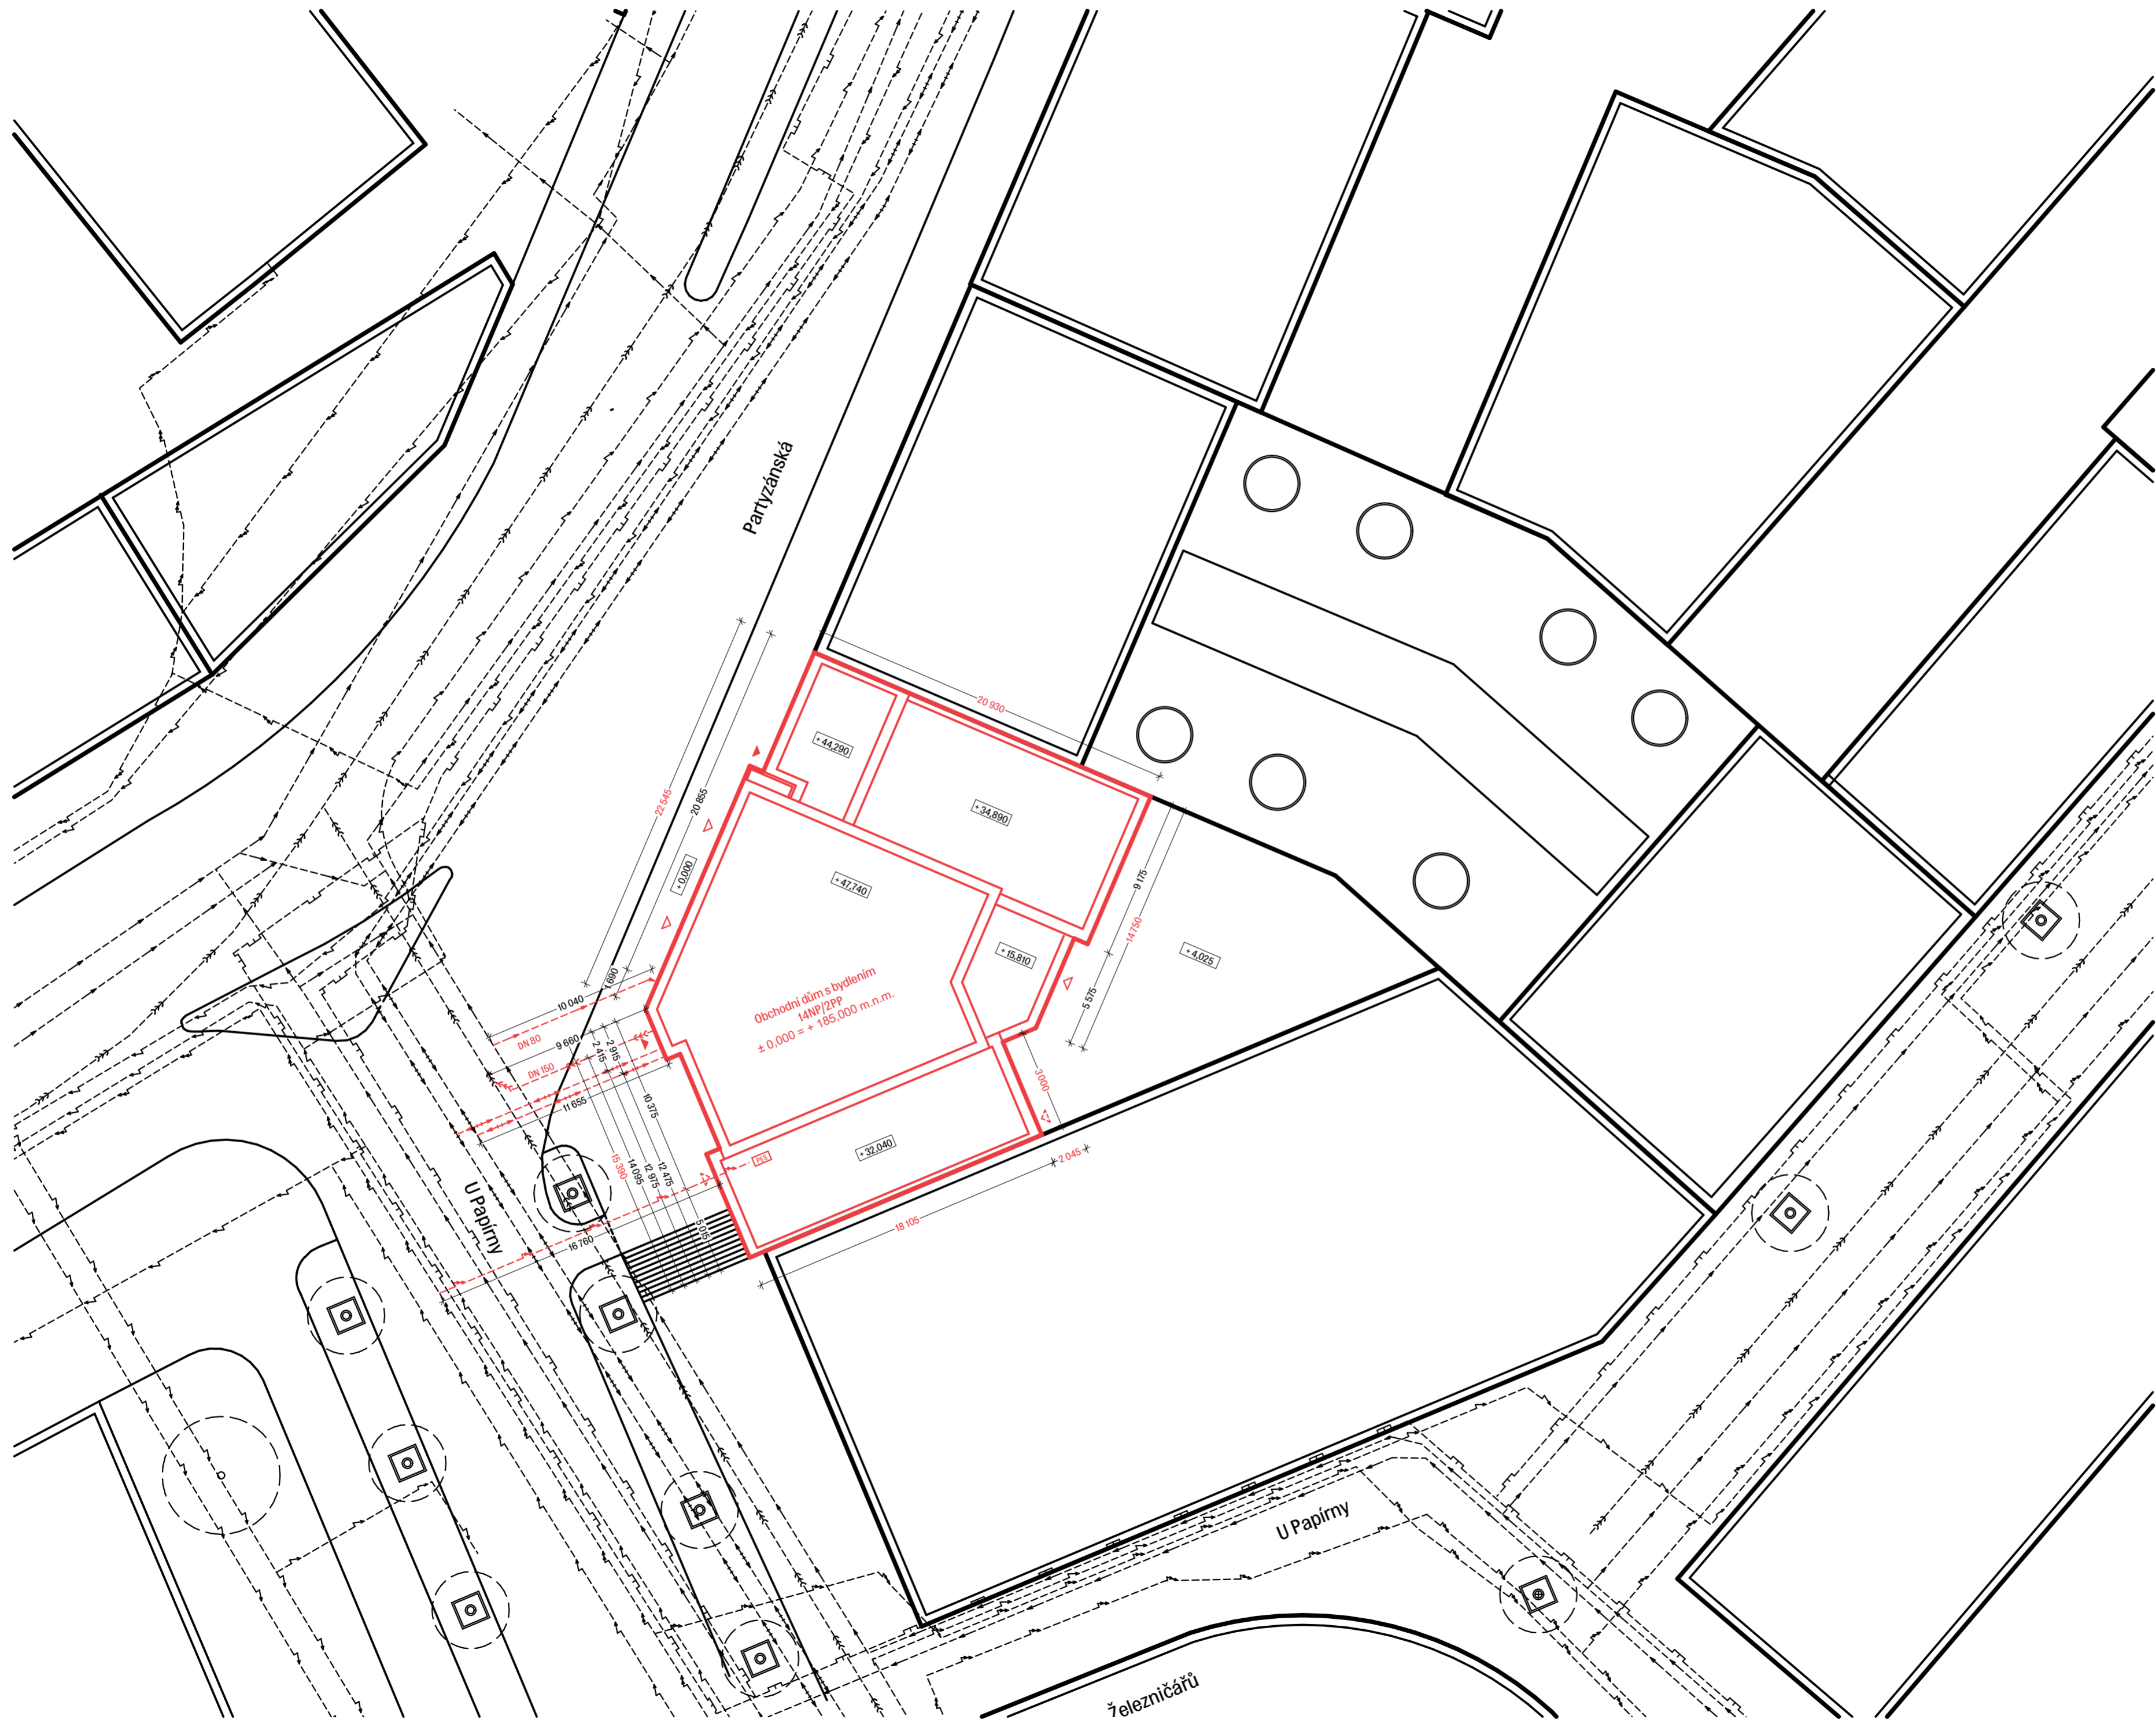 Partyzánská
20 930
+ 44,290
+ 34,890
22 545
20 855
+ 0,000
+ 47,740
9 175
14 750
+ 15,810
+ 4,025
5 575
1 690
10 040
DN 80
9 660
2 415
2 915
DN 150
11 655
10 375
Obchodní dům s bydlením
14NP/2PP
± 0,000 = + 185,000 m.n.m.
3 000
+ 32,040
PES
15 390
14 095
12 975
12 475
5 015
2 045
18 105
16 760
U Papírny
U Papírny
Železničářů